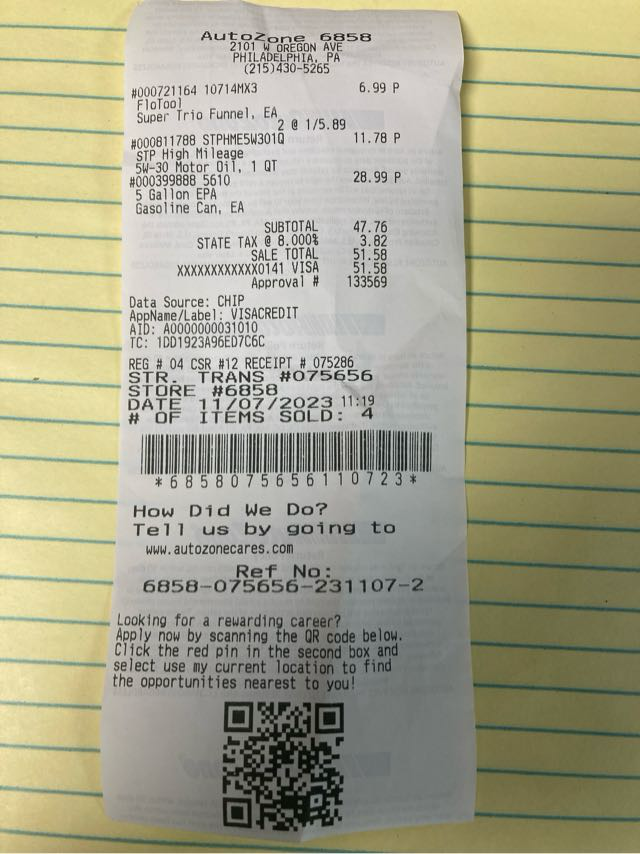 AutoZone 6858
2101 W OREGON AVE
PHILADELPHIA, PA
(215)430-5265
#000721164 10714MX3 6.99 P
FloTool
Super Trio Funnel, EA
2 @ 1/5.89
#000811788 STPHME5W301Q 11.78 P
STP High Mileage
5W-30 Motor Oil, 1 QT
#000399888 5610 28.99 P
5 Gallon EPA
Gasoline Can, EA
SUBTOTAL 47.76
STATE TAX @ 8.000% 3.82
SALE TOTAL 51.58
XXXXXXXXXXXX0141 VISA 51.58
Approval # 133569
Data Source: CHIP
AppName/Label: VISACREDIT
AID: A0000000031010
TC: 1DD1923A96ED7C6C
REG # 04 CSR #12 RECEIPT # 075286
STR. TRANS #075656
STORE #6858
DATE 11/07/2023 11:19
# OF ITEMS SOLD: 4
*6858075656110723*
How Did We Do?
Tell us by going to
www.autozonecares.com
Ref No:
6858-075656-231107-2
Looking for a rewarding career?
Apply now by scanning the QR code below.
Click the red pin in the second box and
select use my current location to find
the opportunities nearest to you!